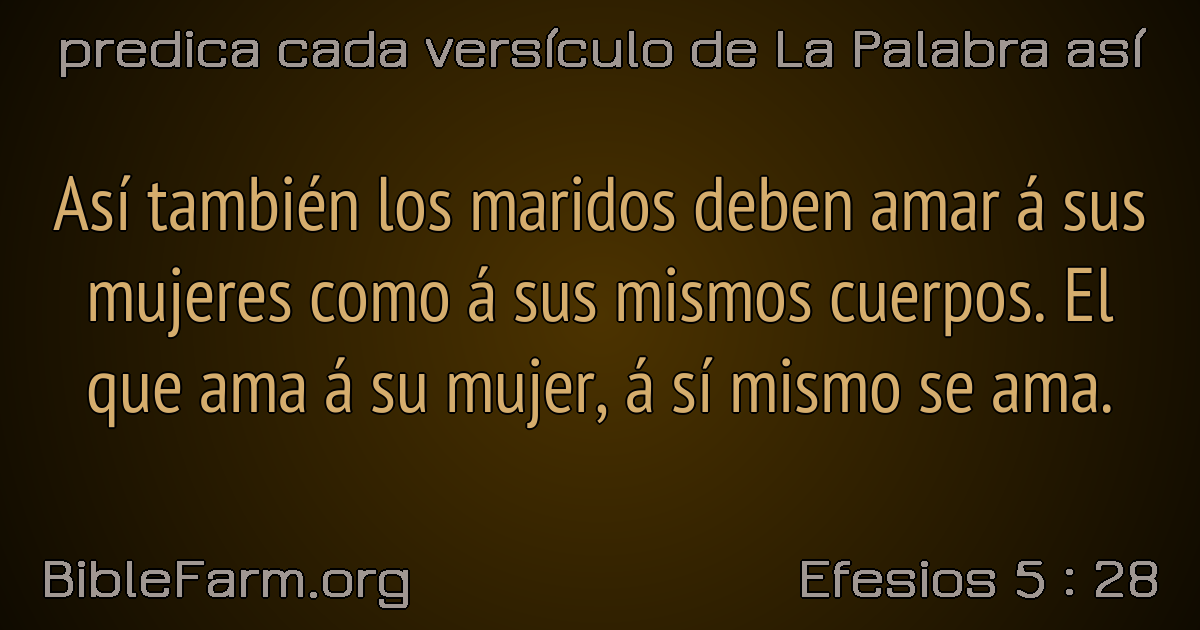 predica cada versículo de La Palabra así
Así también los maridos deben amar á sus
mujeres como á sus mismos cuerpos. El
que ama á su mujer, á sí mismo se ama.
BibleFarm.org
Efesios 5 : 28